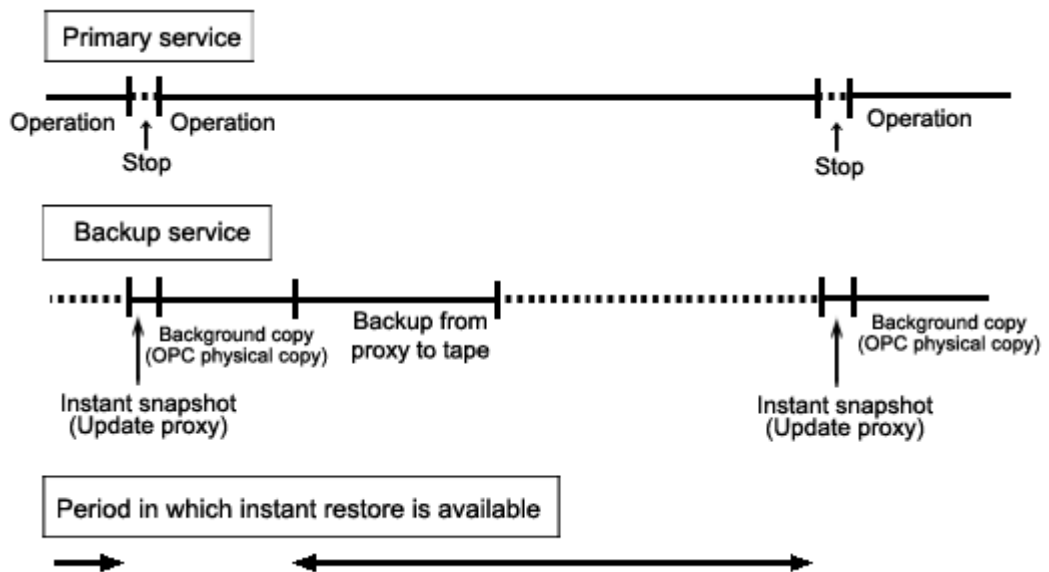 Primary service
Operation
Operation
Operation
Stop
Stop
Backup service
Background copy
(OPC physical copy)
Backup from
proxy to tape
Background copy
(OPC physical copy)
Instant snapshot
(Update proxy)
Instant snapshot
(Update proxy)
Period in which instant restore is available